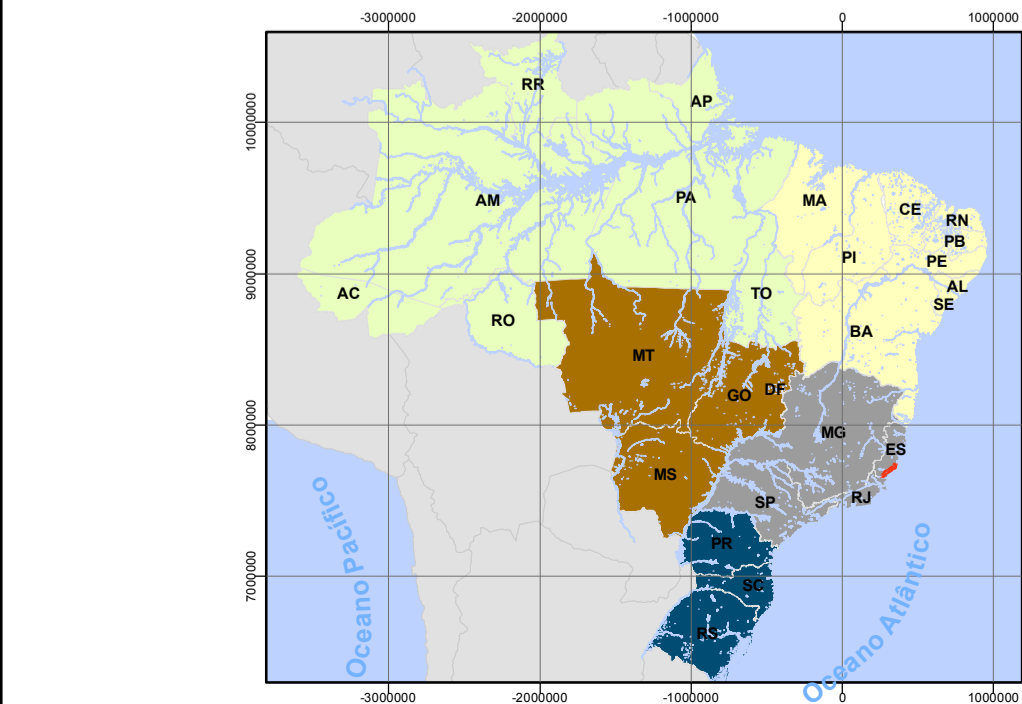 -3000000 -2000000 -1000000 0 1000000
RR
AP
10000000
AM
PA
MA
CE
RN
PB
PI
PE
9000000
AL
AC
TO
SE
RO
BA
MT
GO
DF
8000000
MG
ES
MS
SP
RJ
Oceano Pacífico
PR
Oceano Atlântico
7000000
SC
RS
-3000000 -2000000 -1000000 0 1000000